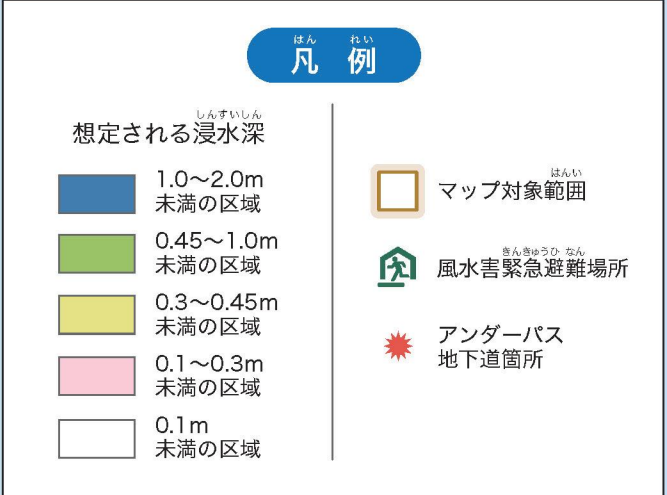 はん れい
凡 例
しんすいしん
想定される浸水深
1.0～2.0m
未満の区域
0.45～1.0m
未満の区域
0.3～0.45m
未満の区域
0.1～0.3m
未満の区域
0.1m
未満の区域
はんい
マップ対象範囲
きんきゅうひ なん
風水害緊急避難場所
アンダーパス
地下道箇所